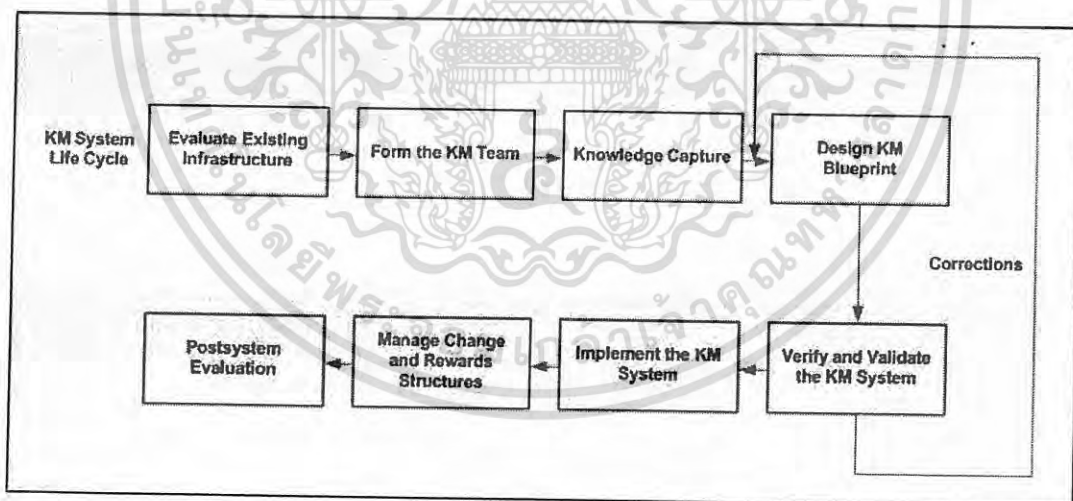 KM System
Life Cycle
Evaluate Existing
Infrastructure
Form the KM Team
Knowledge Capture
Design KM
Blueprint
Corrections
Postsystem
Evaluation
Manage Change
and Rewards
Structures
Implement the KM
System
Verify and Validate
the KM System